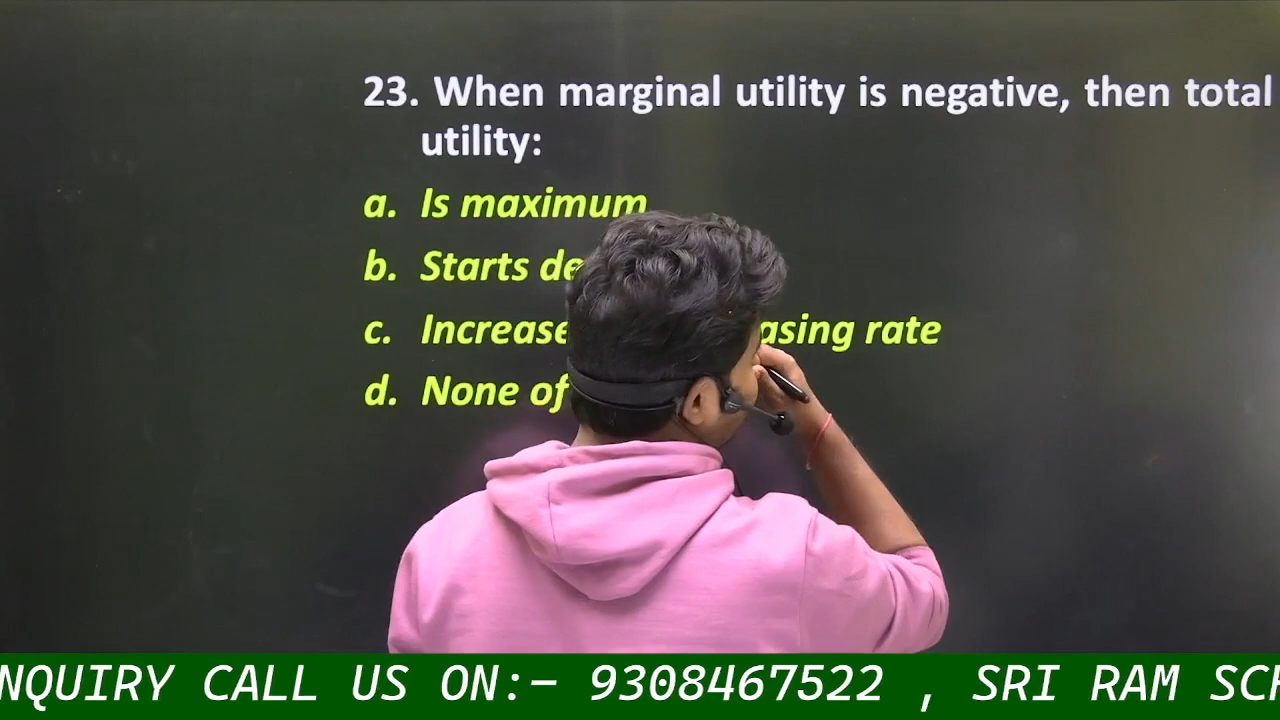 23. When marginal utility is negative, then total
utility:
a. Is maximum
b. Starts de
c. Increase asing rate
d. None of
NQUIRY CALL US ON:- 9308467522 , SRI RAM SCH